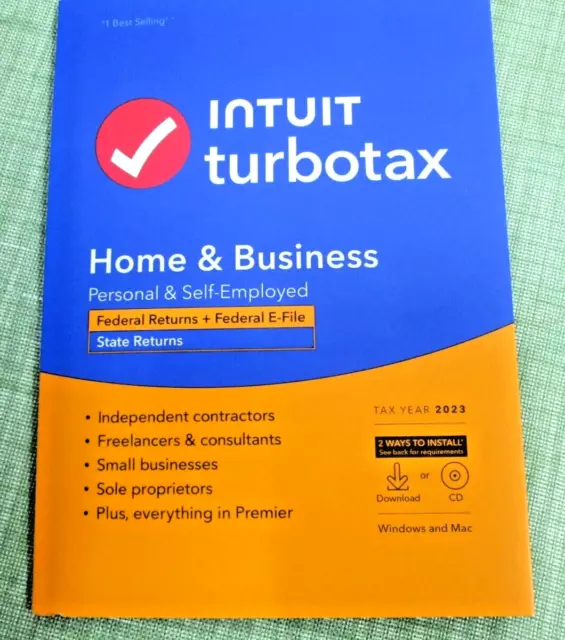 "1 Best Selling"
INTUIT
turbotax
Home & Business
Personal & Self-Employed
Federal Returns + Federal E-File
State Returns
• Independent contractors
• Freelancers & consultants
• Small businesses
• Sole proprietors
• Plus, everything in Premier
TAX YEAR 2023
2 WAYS TO INSTALL*
See back for requirements
or
Download CD
Windows and Mac